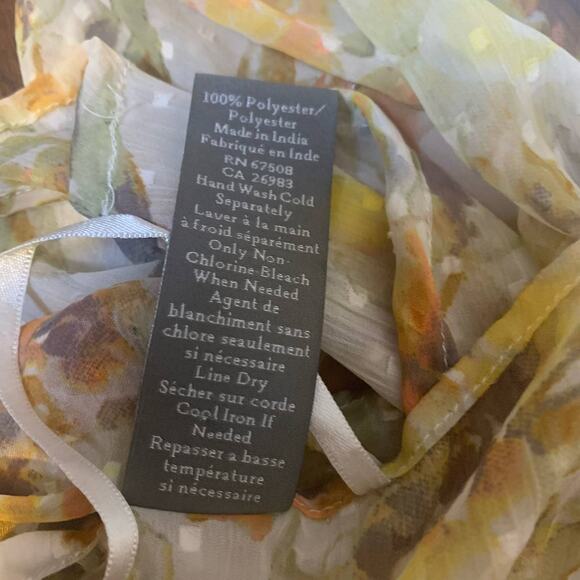 100% Polyester/
Polyester
Made in India
Fabriqué en Inde
RN 67508
CA 26983
Hand Wash Cold
Separately
Laver à la main
à froid séparément
Only Non-
Chlorine-Bleach
When Needed
Agent de
blanchiment sans
chlore seaulement
si nécessaire
Line Dry
Sécher sur corde
Cool Iron If
Needed
Repasser a basse
température
si nécessaire